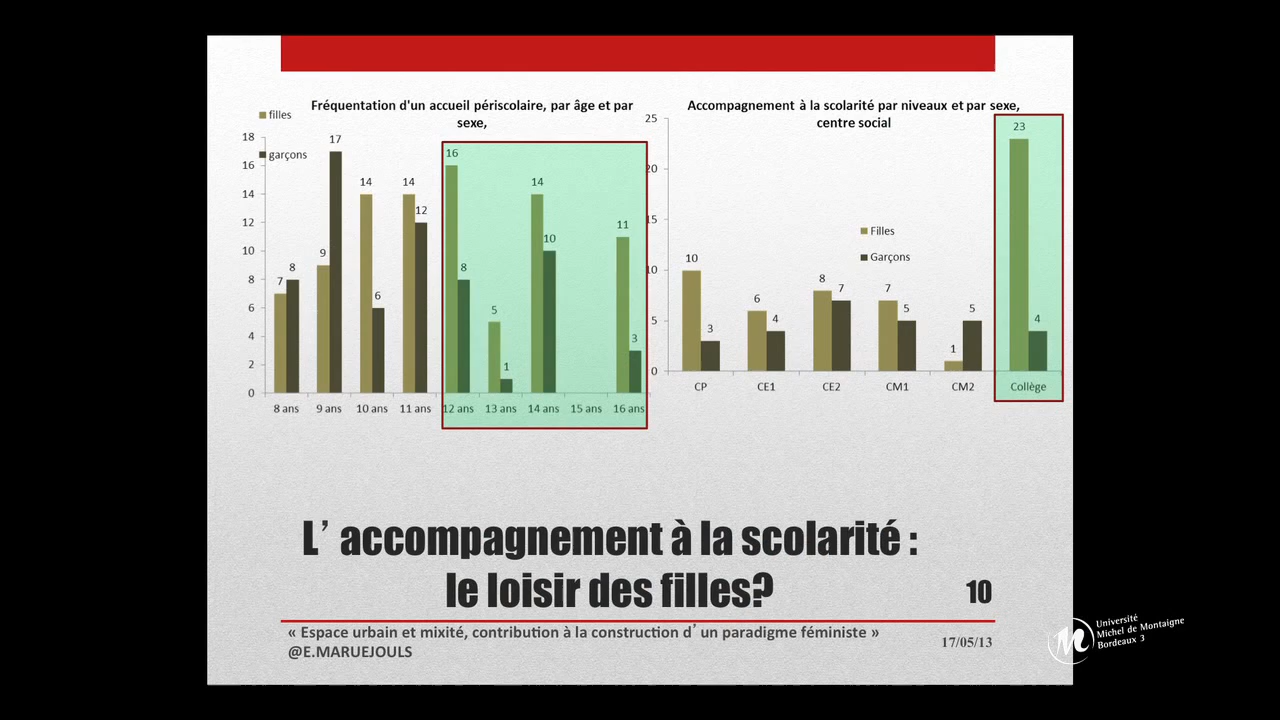 Fréquentation d'un accueil périscolaire, par âge et par
sexe,
filles
garçons
18
16
14
12
10
8
6
4
2
0
7
8
9
17
14
6
14
12
16
8
5
1
14
10
11
3
8 ans
9 ans
10 ans
11 ans
12 ans
13 ans
14 ans
15 ans
16 ans
Accompagnement à la scolarité par niveaux et par sexe,
centre social
25
20
15
10
5
0
Filles
Garçons
10
3
6
4
8
7
7
5
1
5
23
4
CP
CE1
CE2
CM1
CM2
Collège
L’ accompagnement à la scolarité :
le loisir des filles?
10
« Espace urbain et mixité, contribution à la construction d’ un paradigme féministe »
@E.MARUEJOULS
17/05/13
Université
Michel de Montaigne
Bordeaux 3